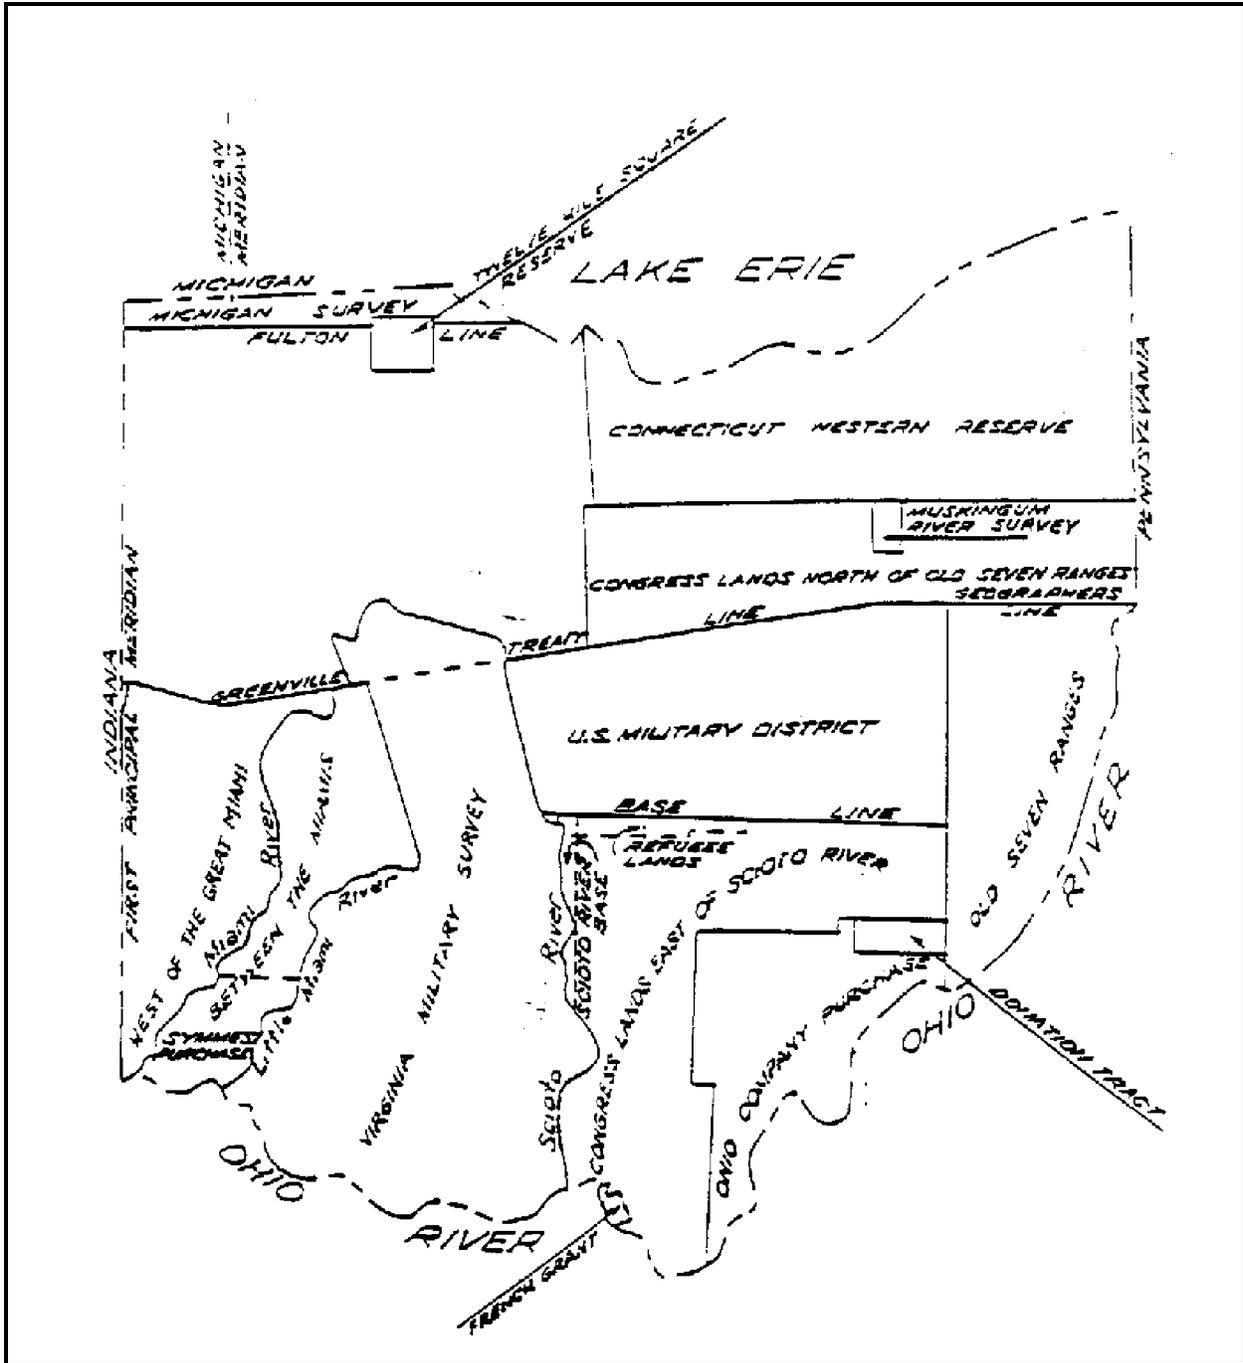 MICHIGAN
MERIDIAN
TWELVE MILE SQUARE
RESERVE
LAKE ERIE
MICHIGAN
MICHIGAN SURVEY
FULTON LINE
CONNECTICUT WESTERN RESERVE
PENNSYLVANIA
MUSKINGUM
RIVER SURVEY
CONGRESS LANDS NORTH OF OLD SEVEN RANGES
GEOGRAPHERS
LINE
GREENVILLE TREATY LINE
INDIANA
FIRST PRINCIPAL MERIDIAN
U.S. MILITARY DISTRICT
OLD SEVEN RANGES
BASE LINE
REFUGEE
LANDS
WEST OF THE GREAT MIAMI
Miami River
BETWEEN THE MIAMIS
Little Miami River
SYMMES
PURCHASE
VIRGINIA MILITARY SURVEY
Scioto River
SCIOTO RIVER
BASE
CONGRESS LANDS EAST OF SCIOTO RIVER
OHIO COMPANY PURCHASE
DONATION TRACT
OHIO RIVER
OHIO RIVER
FRENCH GRANT